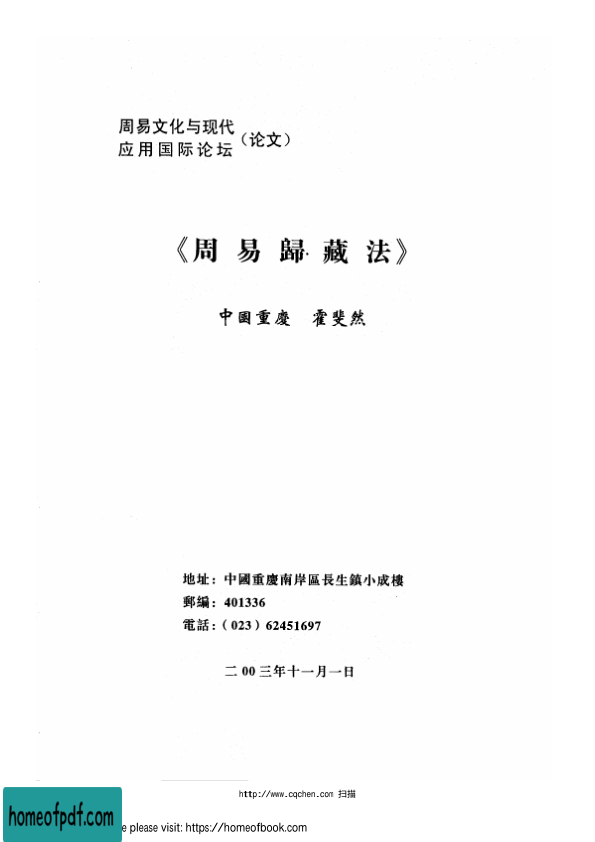 周易文化与现代
应用国际论坛（论文）
《周易歸藏法》
中國重慶 霍斐然
地址：中國重慶南岸區長生鎮小成樓
郵編：401336
電話：（023）62451697
二00三年十一月一日
http://www.cqchen.com 扫描
homeofpdf.com
e please visit: https://homeofbook.com